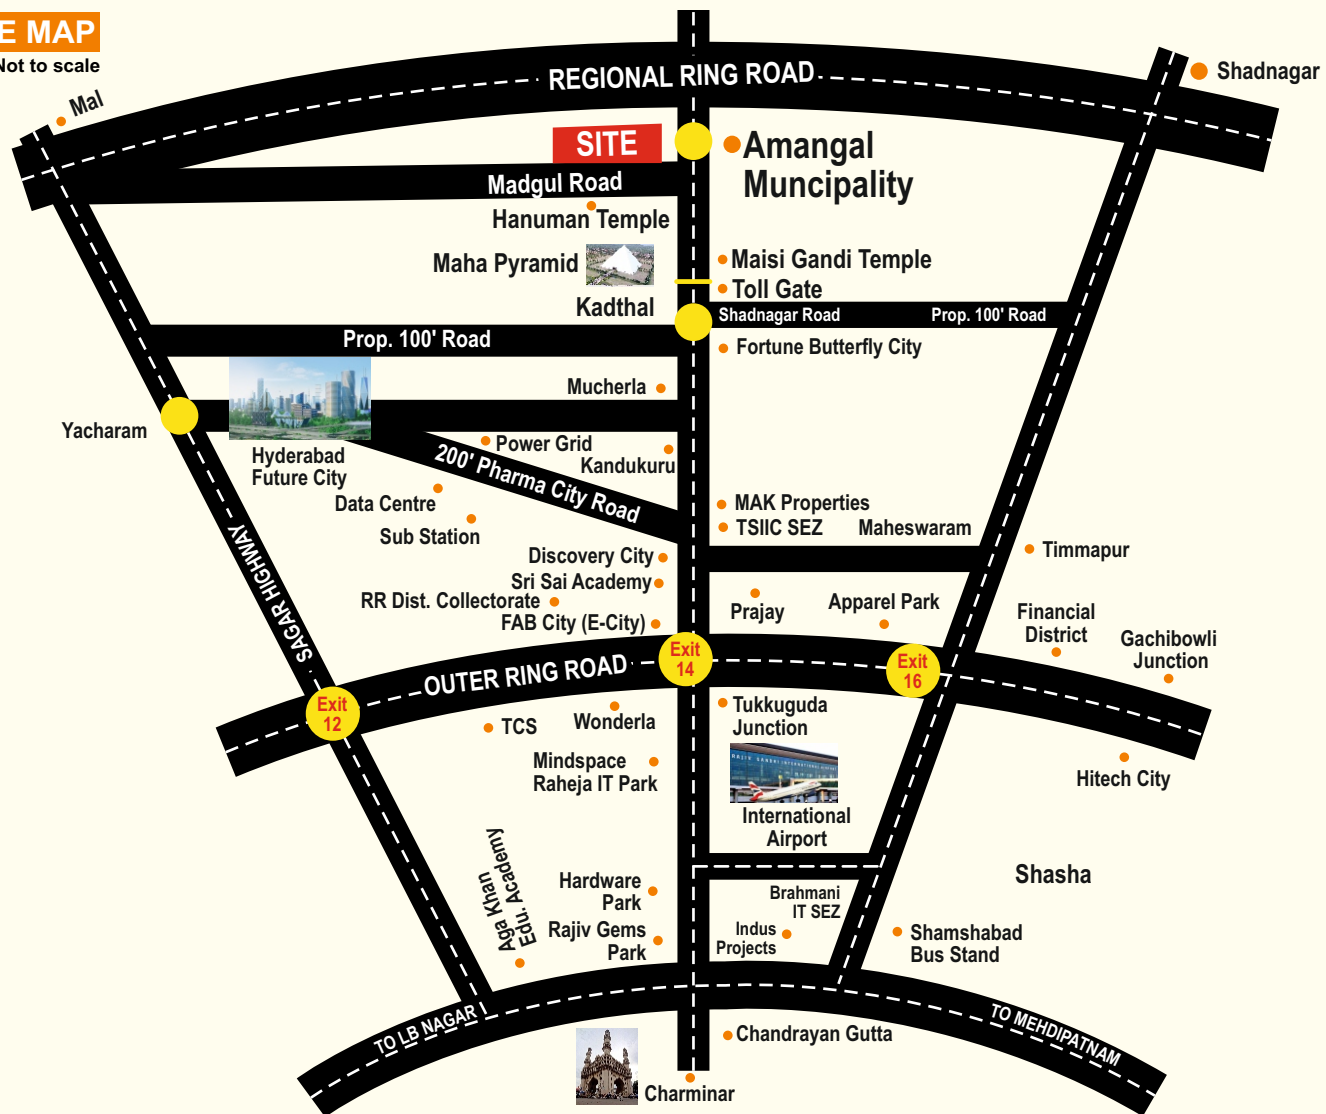 E MAP
Not to scale
Mal
REGIONAL RING ROAD
Shadnagar
SITE
Amangal
Muncipality
Madgul Road
Hanuman Temple
Maha Pyramid
Maisi Gandi Temple
Toll Gate
Kadthal
Shadnagar Road
Prop. 100' Road
Prop. 100' Road
Fortune Butterfly City
Mucherla
Yacharam
Hyderabad
Future City
Power Grid
Kandukuru
200' Pharma City Road
Data Centre
Sub Station
MAK Properties
TSIIC SEZ
Maheswaram
Timmapur
SAGAR HIGHWAY
Discovery City
Sri Sai Academy
RR Dist. Collectorate
FAB City (E-City)
Prajay
Apparel Park
Financial
District
Gachibowli
Junction
OUTER RING ROAD
Exit
14
Exit
16
Exit
12
TCS
Wonderla
Tukkuguda
Junction
Mindspace
Raheja IT Park
RAJIV GANDHI INTERNATIONAL AIRPORT
International
Airport
Hitech City
Aga Khan
Edu. Academy
Hardware
Park
Rajiv Gems
Park
Brahmani
IT SEZ
Indus
Projects
Shasha
Shamshabad
Bus Stand
TO LB NAGAR
TO MEHDIPATNAM
Chandrayan Gutta
Charminar